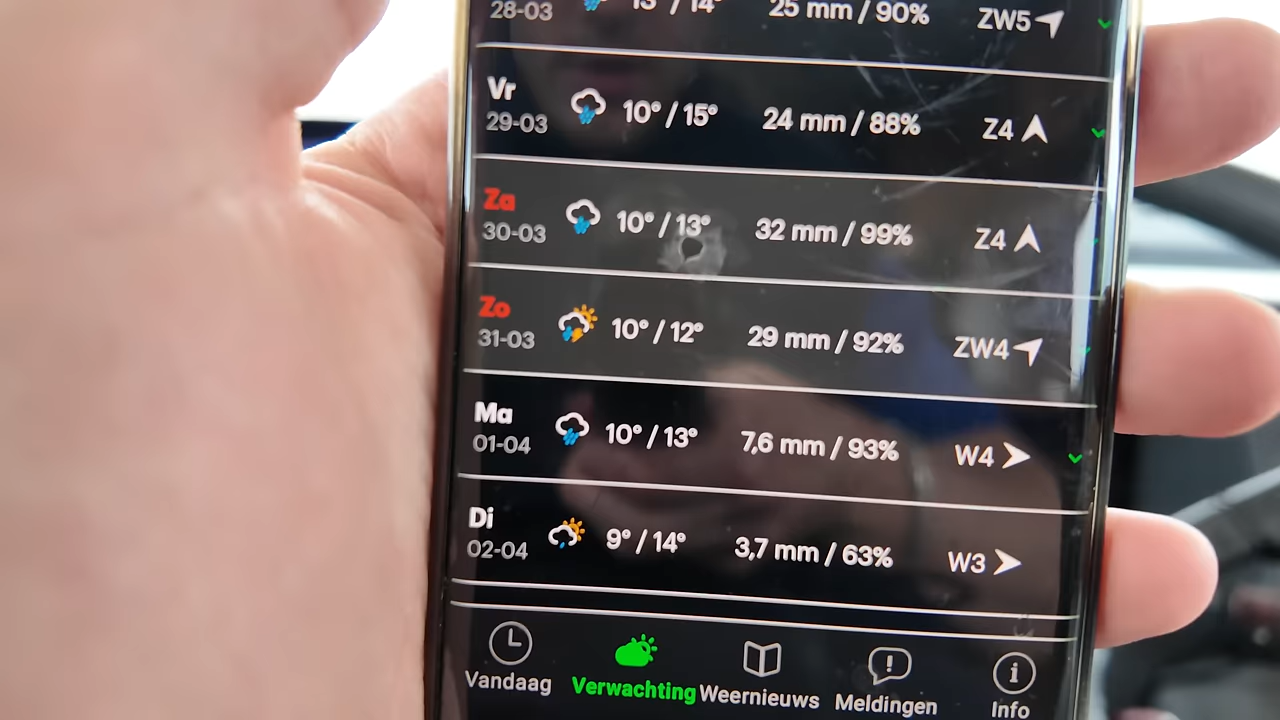 28-03 13 / 14° 25 mm / 90% ZW5
Vr
29-03 10° / 15° 24 mm / 88% Z4
Za
30-03 10° / 13° 32 mm / 99% Z4
Zo
31-03 10° / 12° 29 mm / 92% ZW4
Ma
01-04 10° / 13° 7,6 mm / 93% W4
Di
02-04 9° / 14° 3,7 mm / 63% W3
Vandaag Verwachting Weernieuws Meldingen Info